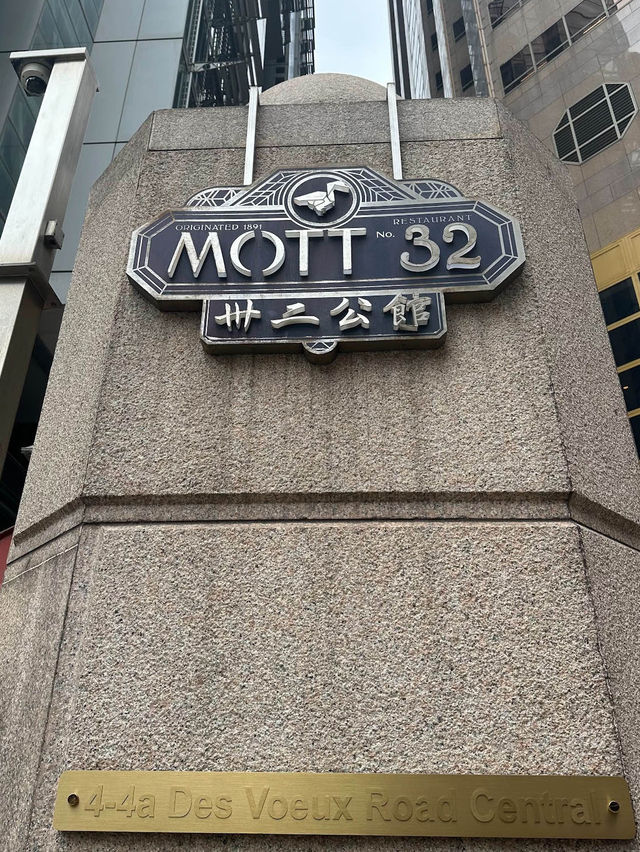 ORIGINATED 1891 RESTAURANT
MOTT No. 32
卅二公館
4-4a Des Voeux Road Central